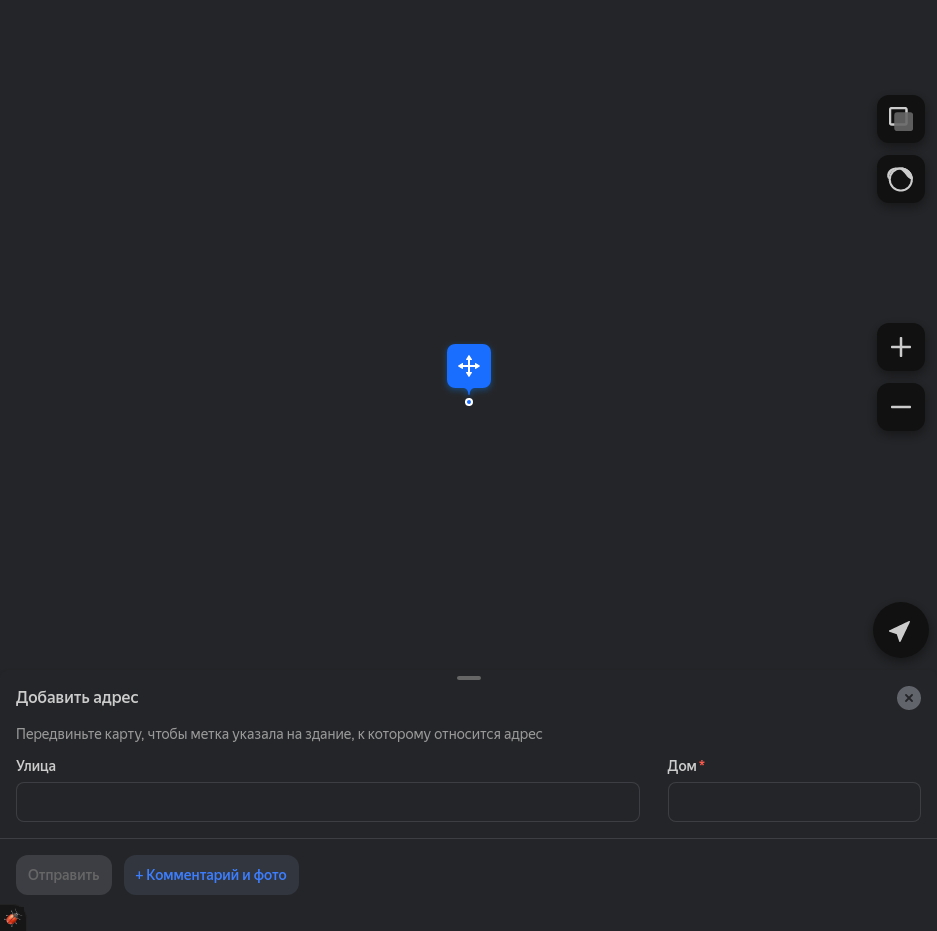 Добавить адрес
Передвиньте карту, чтобы метка указала на здание, к которому относится адрес
Улица
Дом*
Отправить
+ Комментарий и фото